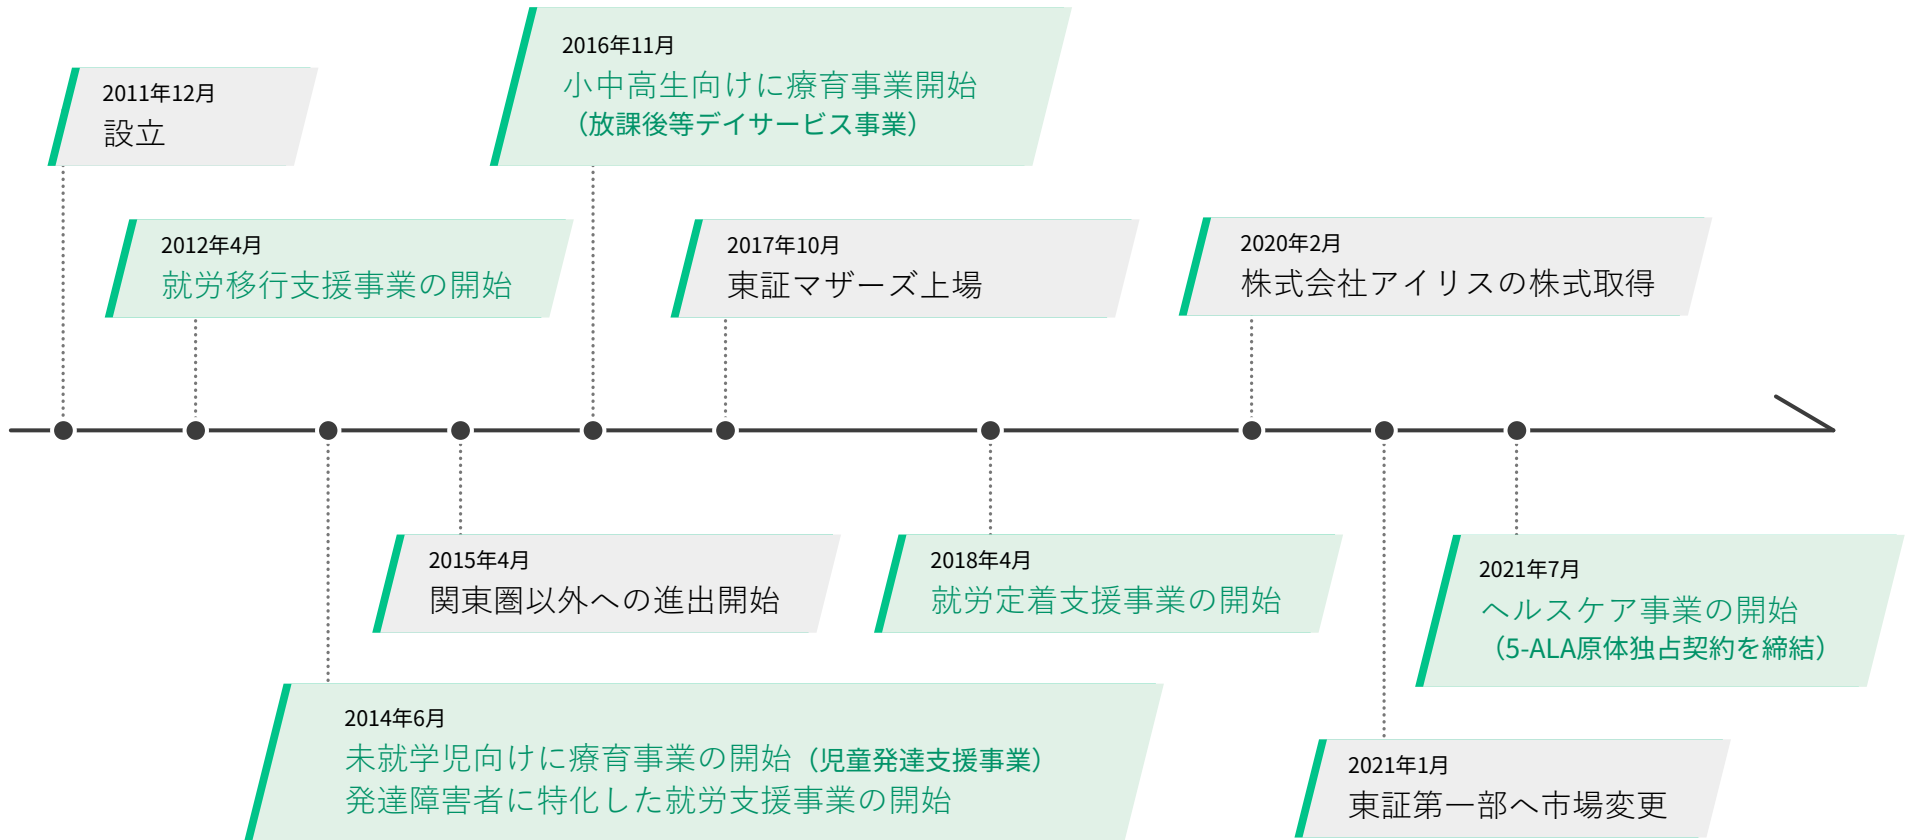 2011年12月
設立
2012年4月
就労移行支援事業の開始
2014年6月
未就学児向けに療育事業の開始（児童発達支援事業）
発達障害者に特化した就労支援事業の開始
2015年4月
関東圏以外への進出開始
2016年11月
小中高生向けに療育事業開始
（放課後等デイサービス事業）
2017年10月
東証マザーズ上場
2018年4月
就労定着支援事業の開始
2020年2月
株式会社アイリスの株式取得
2021年1月
東証第一部へ市場変更
2021年7月
ヘルスケア事業の開始
（5-ALA原体独占契約を締結）